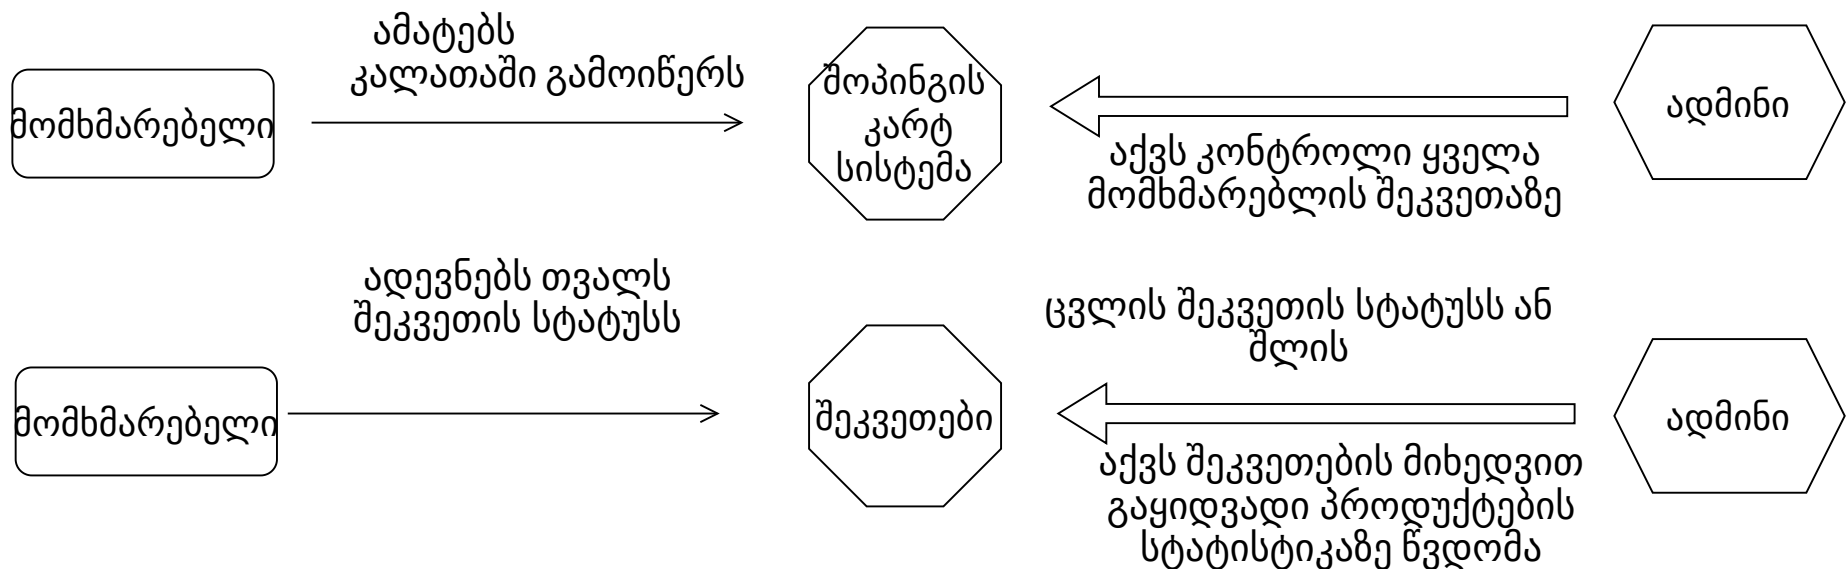 ამატებს
კალათაში გამოიწერს
მომხმარებელი
შოპინგის
კარტ
სისტემა
აქვს კონტროლი ყველა
მომხმარებლის შეკვეთაზე
ადმინი
ადევნებს თვალს
შეკვეთის სტატუსს
მომხმარებელი
შეკვეთები
ცვლის შეკვეთის სტატუსს ან
შლის
აქვს შეკვეთების მიხედვით
გაყიდვადი პროდუქტების
სტატისტიკაზე წვდომა
ადმინი